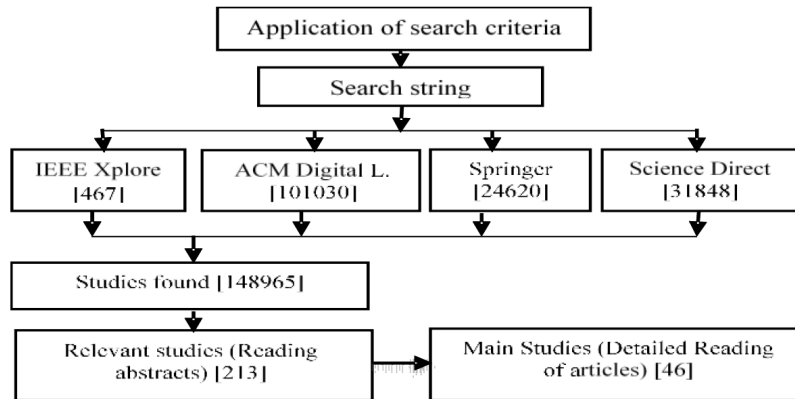 Application of search criteria
Search string
IEEE Xplore
[467]
ACM Digital L.
[101030]
Springer
[24620]
Science Direct
[31848]
Studies found [148965]
Relevant studies (Reading
abstracts) [213]
Main Studies (Detailed Reading
of articles) [46]